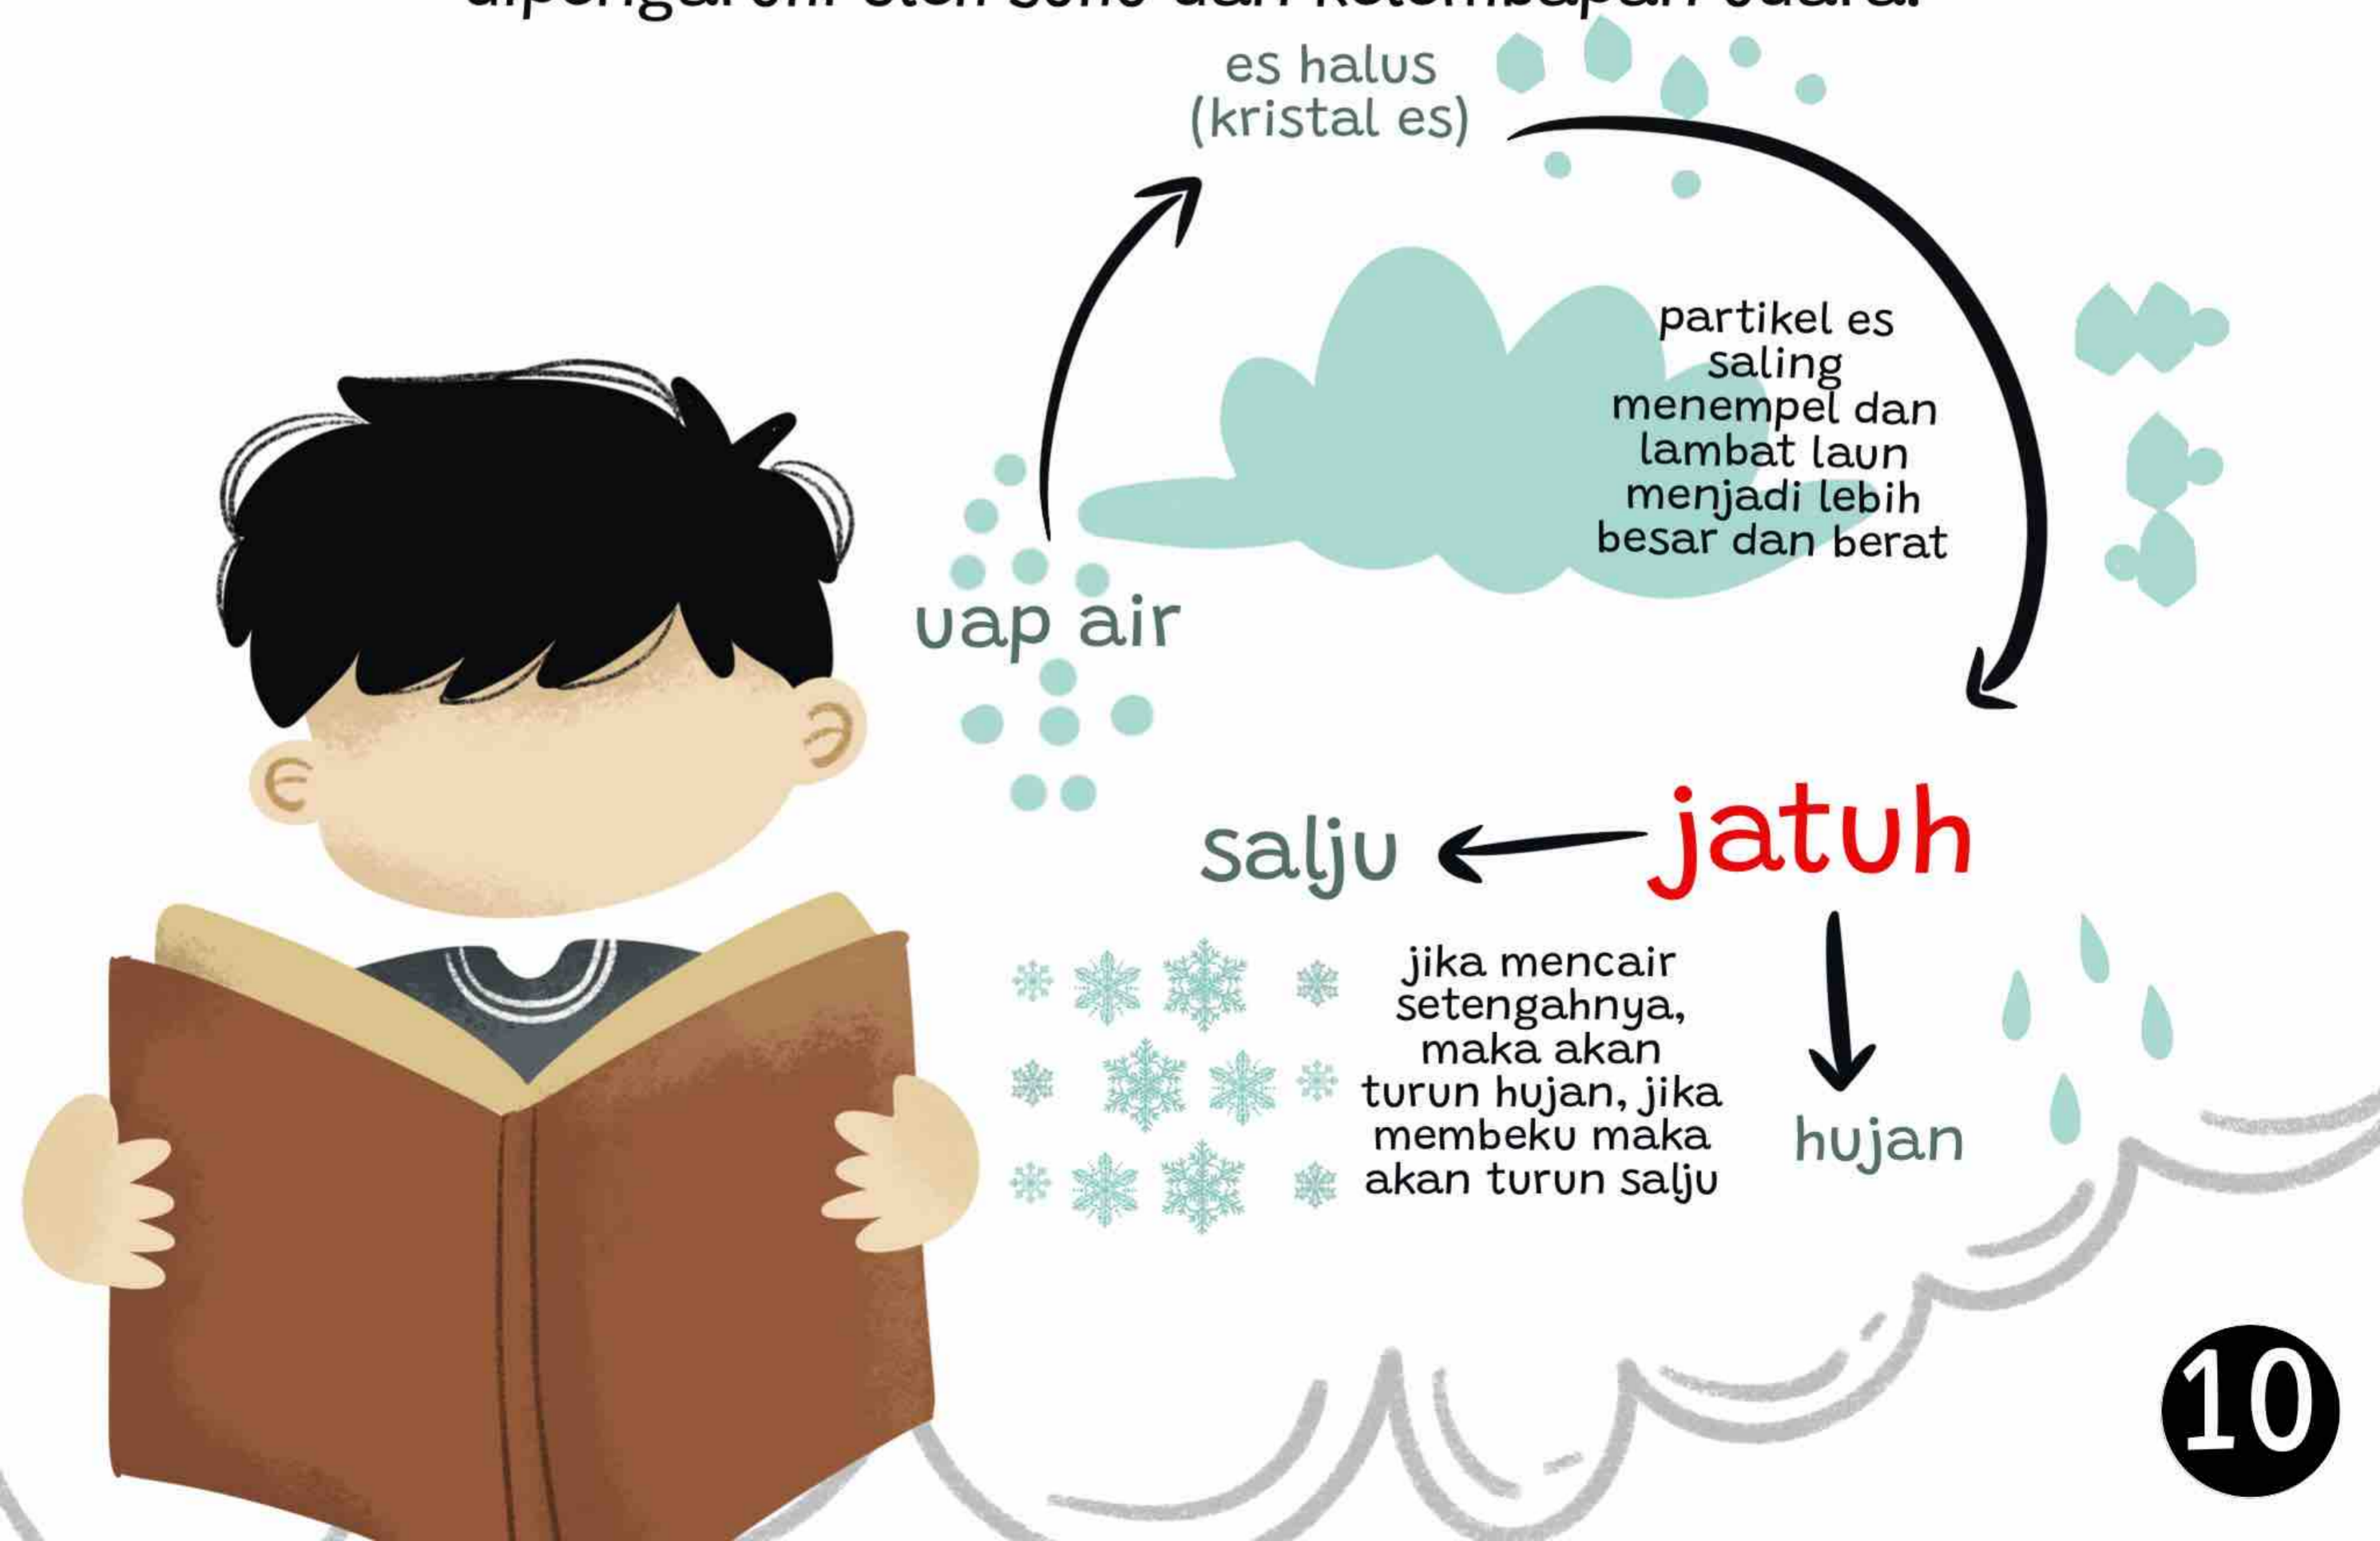 es halus
(kristal es)
partikel es
saling
menempel dan
lambat laun
menjadi lebih
besar dan berat
uap air
salju
jatuh
jika mencair
setengahnya,
maka akan
turun hujan, jika
membeku maka
akan turun salju
hujan
10